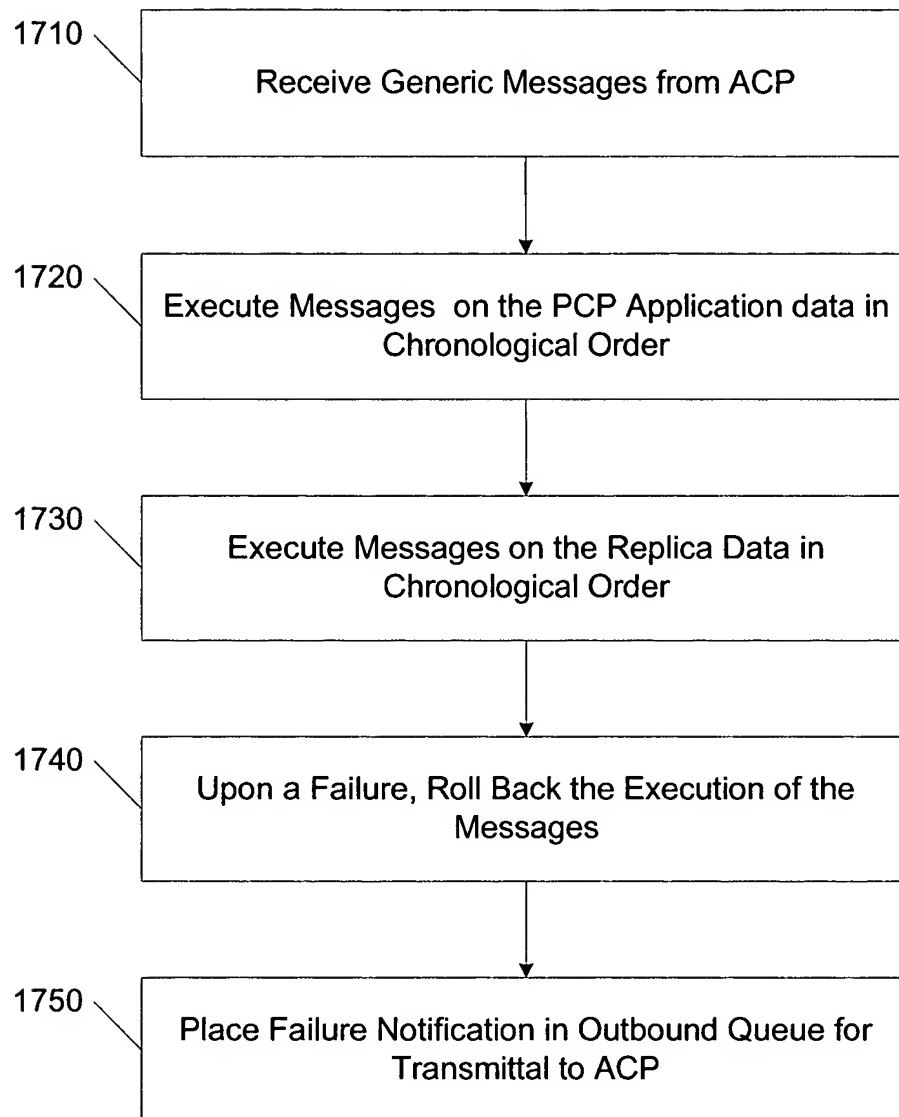 1710
Receive Generic Messages from ACP
1720
Execute Messages on the PCP Application data in
Chronological Order
1730
Execute Messages on the Replica Data in
Chronological Order
1740
Upon a Failure, Roll Back the Execution of the
Messages
1750
Place Failure Notification in Outbound Queue for
Transmittal to ACP